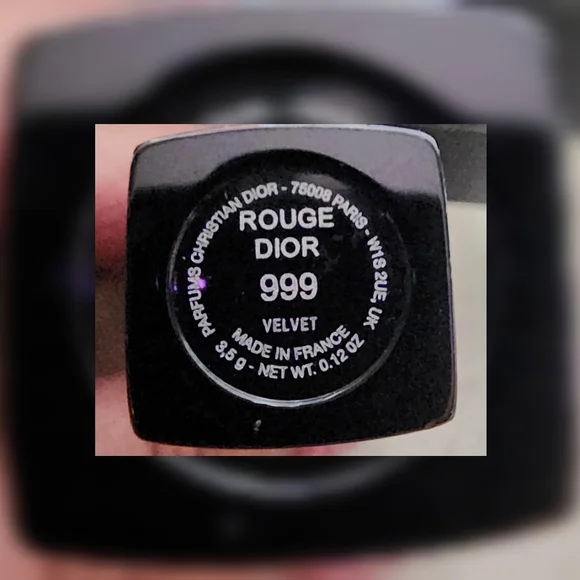 PARFUMS CHRISTIAN DIOR - 75008 PARIS - W1S 2UE, UK
ROUGE
DIOR
999
VELVET
MADE IN FRANCE
3,5 g - NET WT. 0.12 OZ